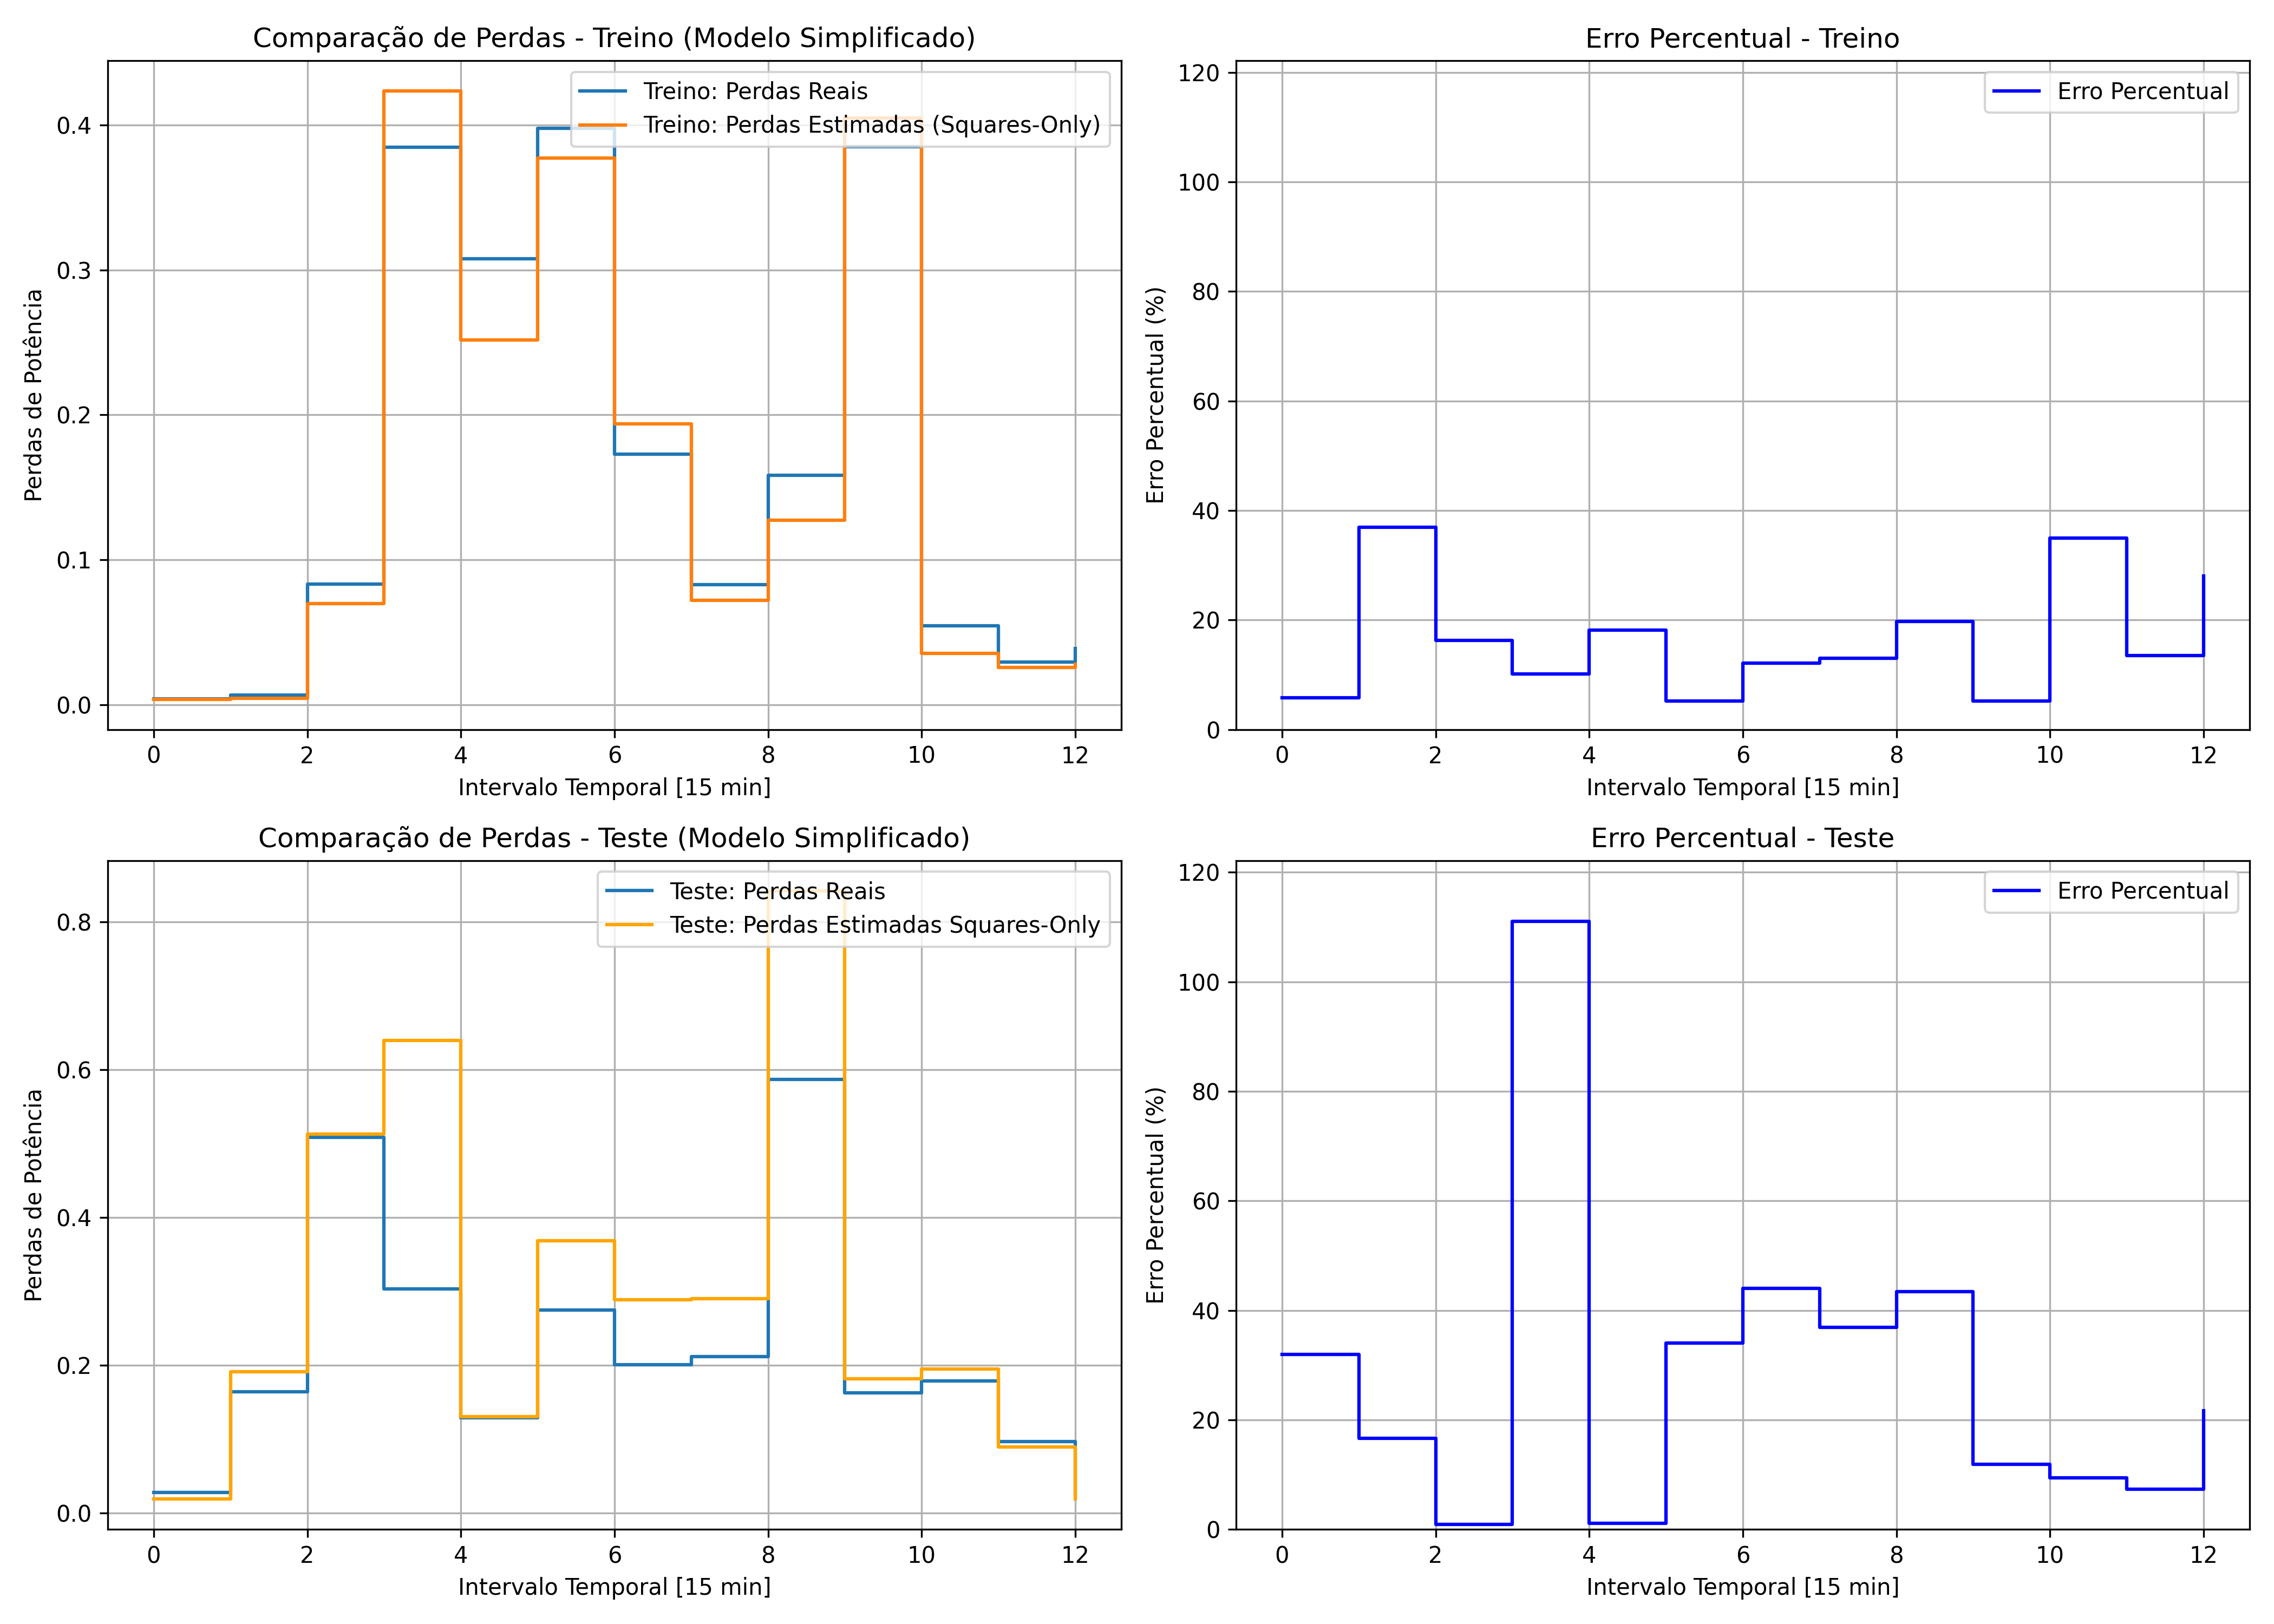 Comparação de Perdas - Treino (Modelo Simplificado)
Perdas de Potência
0.4
0.3
0.2
0.1
0.0
Treino: Perdas Reais
Treino: Perdas Estimadas (Squares-Only)
0 2 4 6 8 10 12
Intervalo Temporal [15 min]
Erro Percentual - Treino
Erro Percentual (%)
120
100
80
60
40
20
0
Erro Percentual
0 2 4 6 8 10 12
Intervalo Temporal [15 min]
Comparação de Perdas - Teste (Modelo Simplificado)
Perdas de Potência
0.8
0.6
0.4
0.2
0.0
Teste: Perdas Reais
Teste: Perdas Estimadas Squares-Only
0 2 4 6 8 10 12
Intervalo Temporal [15 min]
Erro Percentual - Teste
Erro Percentual (%)
120
100
80
60
40
20
0
Erro Percentual
0 2 4 6 8 10 12
Intervalo Temporal [15 min]